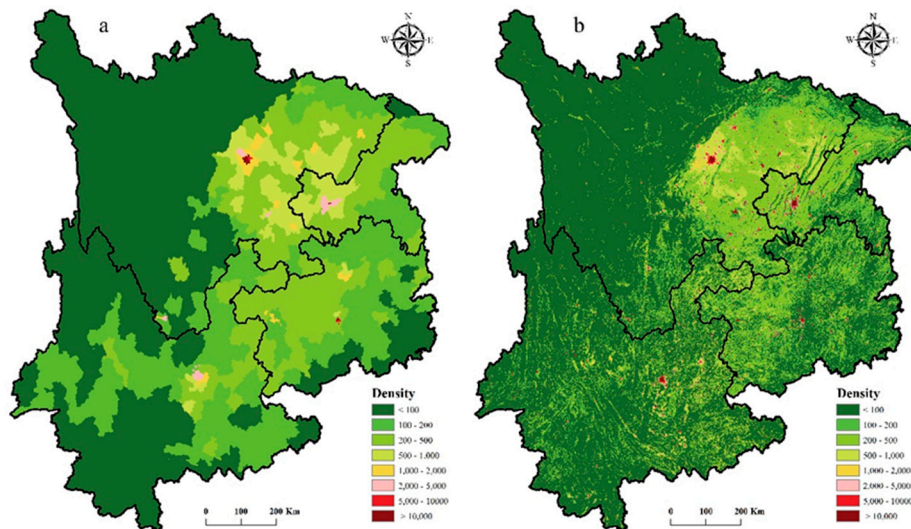 a
N
W E
S
Density
< 100
100 - 200
200 - 500
500 - 1,000
1,000 - 2,000
2,000 - 5,000
5,000 - 10000
> 10,000
0 100 200 Km
b
N
W E
S
Density
< 100
100 - 200
200 - 500
500 - 1,000
1,000 - 2,000
2,000 - 5,000
5,000 - 10000
> 10,000
0 100 200 Km